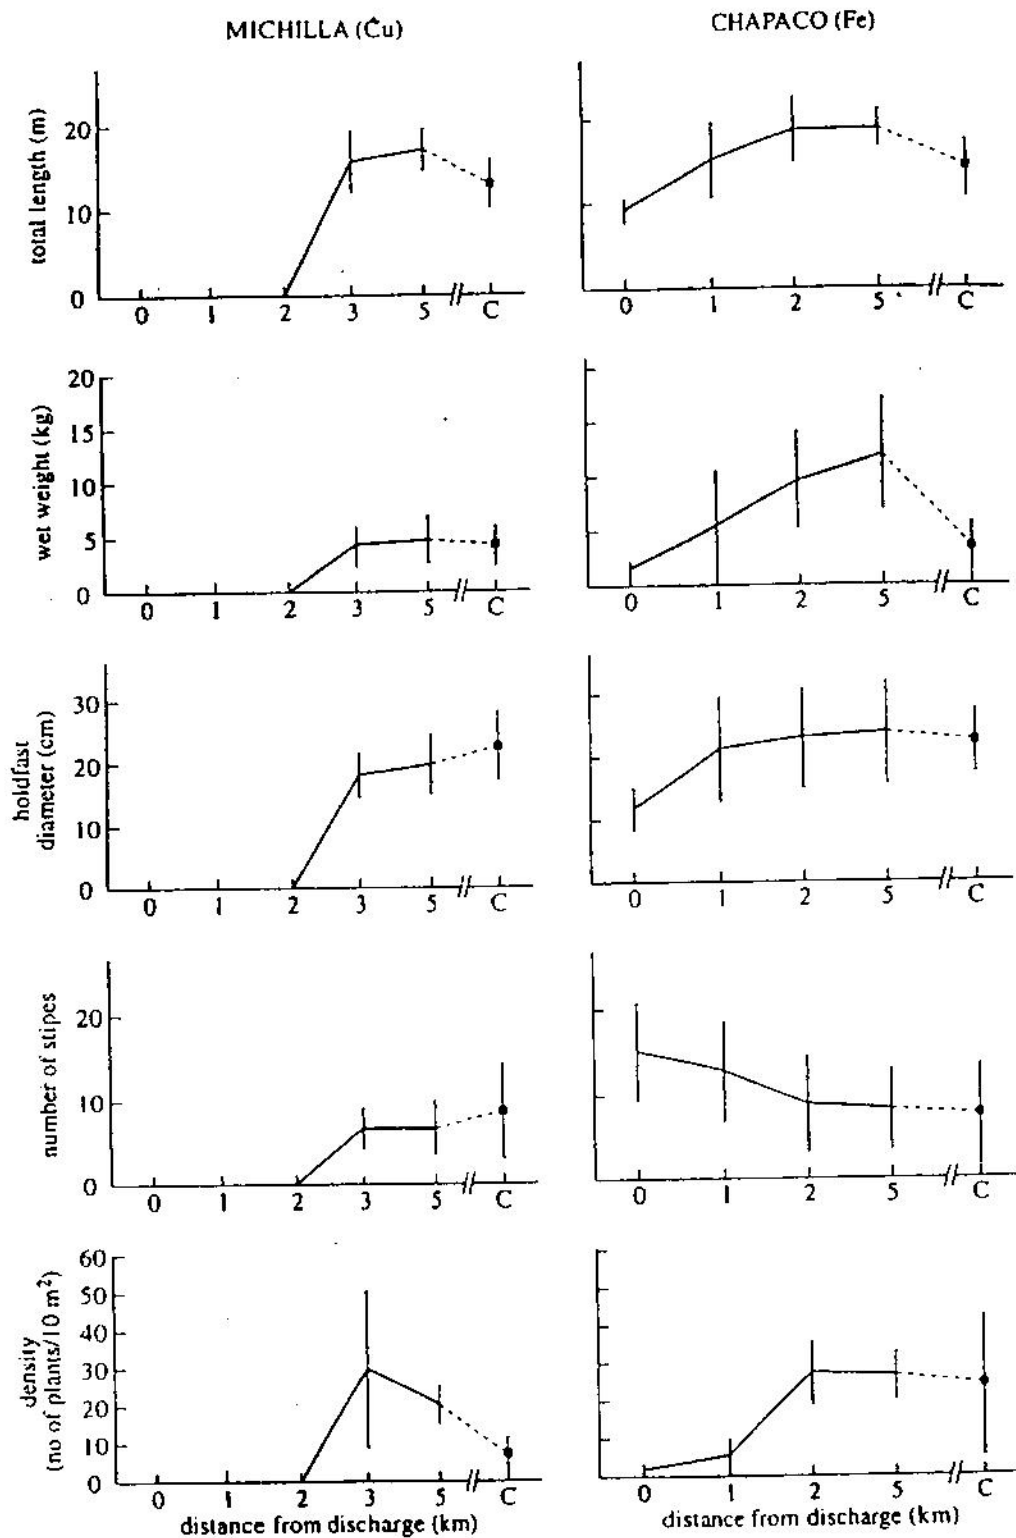 MICHILLA (Cu)
CHAPACO (Fe)
total length (m)
20
10
0
0 1 2 3 5 C
0 1 2 5 C
wet weight (kg)
20
15
10
5
0
0 1 2 3 5 C
0 1 2 5 C
holdfast
diameter (cm)
30
20
10
0
0 1 2 3 5 C
0 1 2 5 C
number of stipes
20
10
0
0 1 2 3 5 C
0 1 2 5 C
density
(no of plants/10 m²)
60
50
40
30
20
10
0
0 1 2 3 5 C
0 1 2 5 C
distance from discharge (km)
distance from discharge (km)